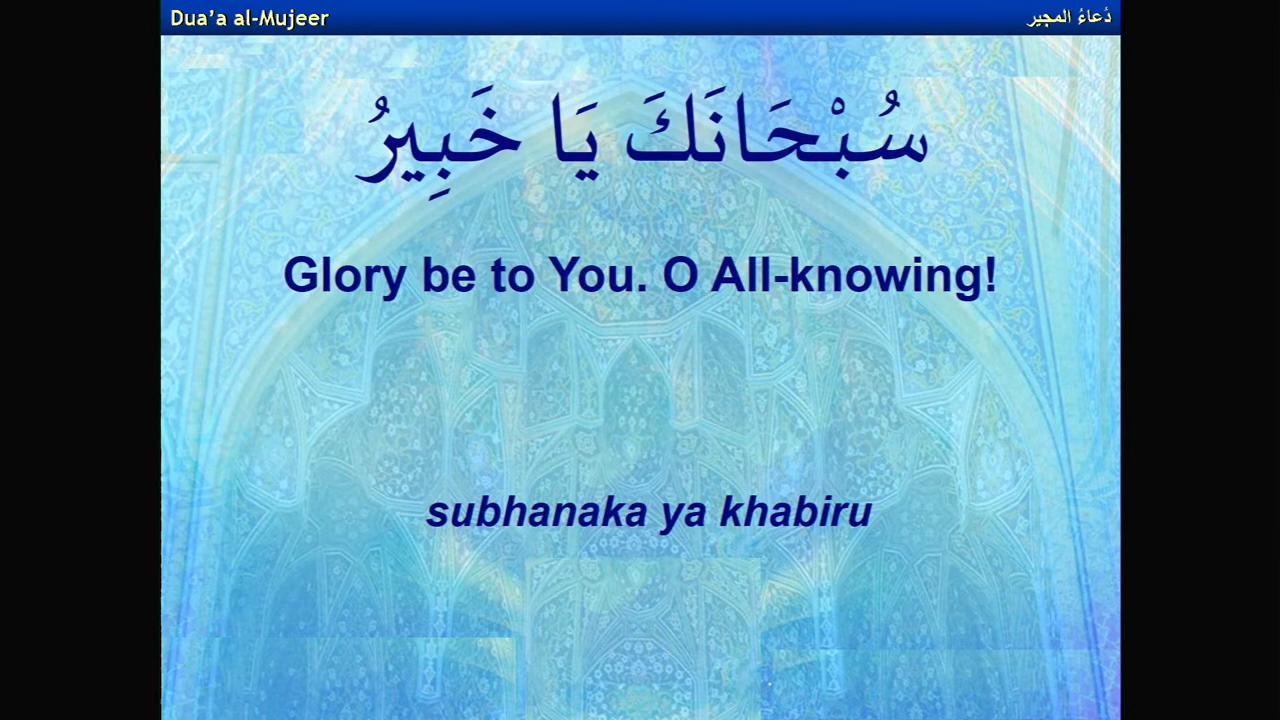 Dua’a al-Mujeer
دُعاءُ المجير
سُبْحَانَكَ يَا خَبِيرُ
Glory be to You. O All-knowing!
subhanaka ya khabiru